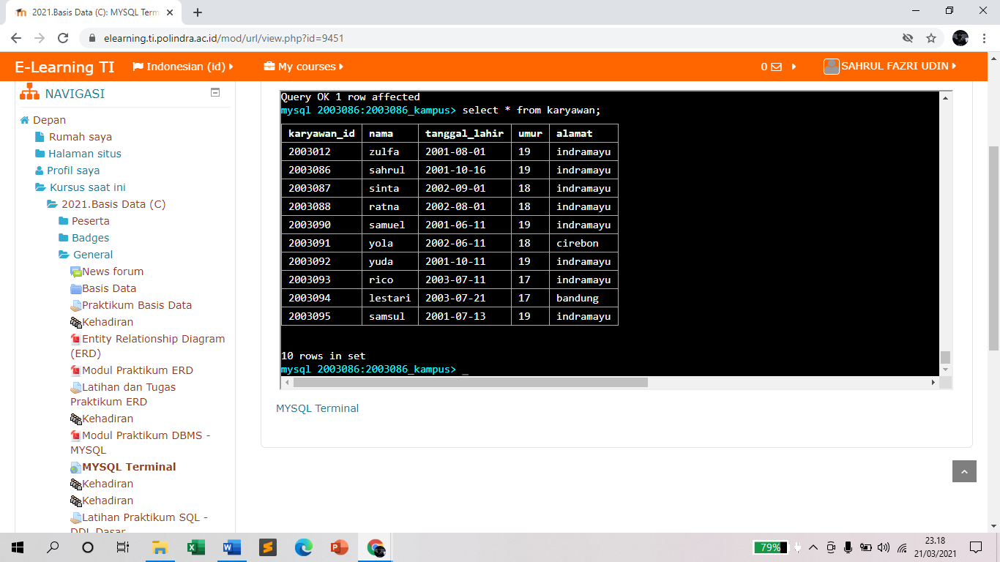 2021.Basis Data (C): MYSQL Term
elearning.ti.polindra.ac.id/mod/url/view.php?id=9451
E-Learning TI
Indonesian (id)
My courses
0
SAHRUL FAZRI UDIN
NAVIGASI
Depan
Rumah saya
Halaman situs
Profil saya
Kursus saat ini
2021.Basis Data (C)
Peserta
Badges
General
News forum
Basis Data
Praktikum Basis Data
Kehadiran
Entity Relationship Diagram
(ERD)
Modul Praktikum ERD
Latihan dan Tugas
Praktikum ERD
Kehadiran
Modul Praktikum DBMS -
MYSQL
MYSQL Terminal
Kehadiran
Kehadiran
Latihan Praktikum SQL -
DDL Dasar
Query OK 1 row affected
mysql 2003086:2003086_kampus> select * from karyawan;
karyawan_id nama tanggal_lahir umur alamat
2003012 zulfa 2001-08-01 19 indramayu
2003086 sahrul 2001-10-16 19 indramayu
2003087 sinta 2002-09-01 18 indramayu
2003088 ratna 2002-08-01 18 indramayu
2003090 samuel 2001-06-11 19 indramayu
2003091 yola 2002-06-11 18 cirebon
2003092 yuda 2001-10-11 19 indramayu
2003093 rico 2003-07-11 17 indramayu
2003094 lestari 2003-07-21 17 bandung
2003095 samsul 2001-07-13 19 indramayu
10 rows in set
mysql 2003086:2003086_kampus> _
MYSQL Terminal
79%
23.18
21/03/2021